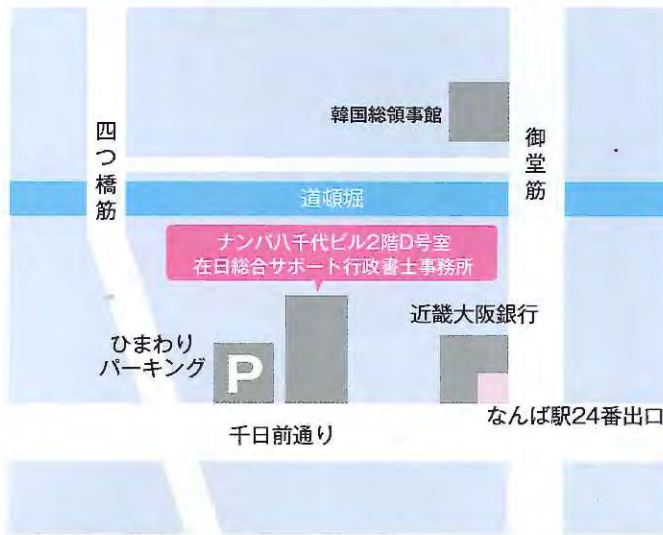 韓国総領事館
四つ橋筋
御堂筋
道頓堀
ナンバ八千代ビル2階D号室
在日総合サポート行政書士事務所
近畿大阪銀行
ひまわり
パーキング
P
なんば駅24番出口
千日前通り